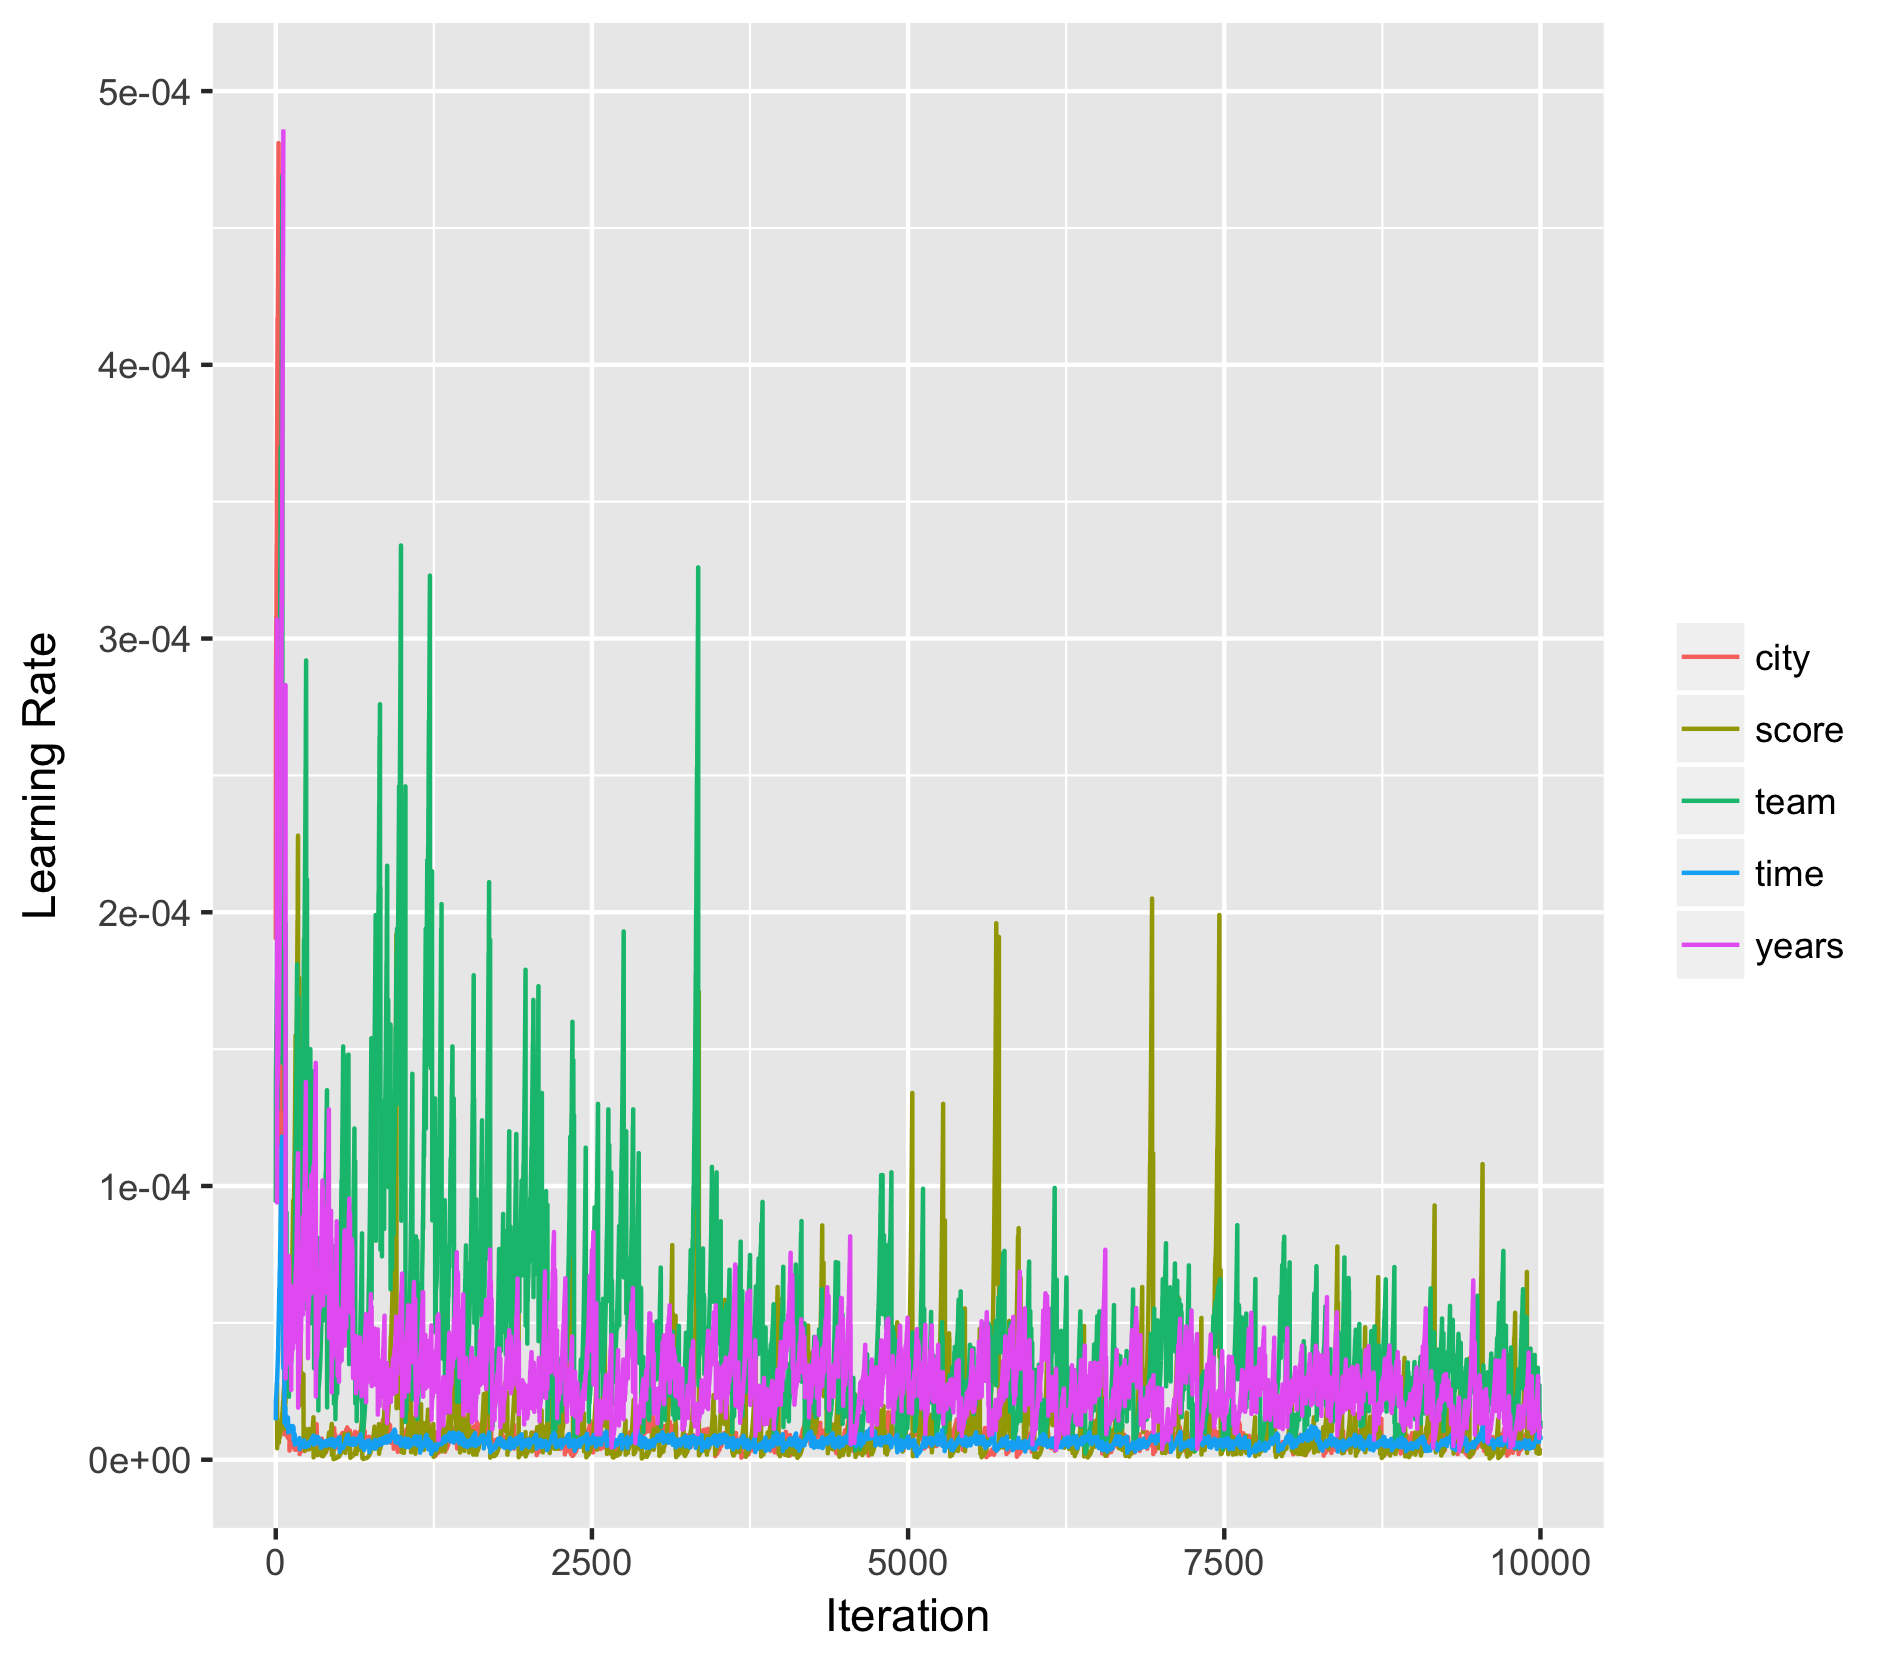 Learning Rate
5e-04
4e-04
3e-04
2e-04
1e-04
0e+00
0
2500
5000
7500
10000
Iteration
city
score
team
time
years